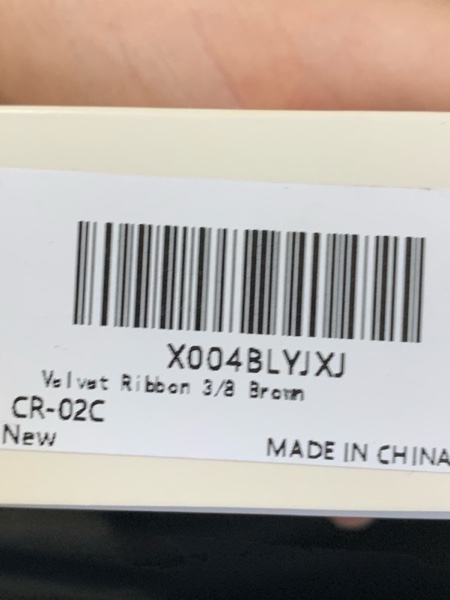 X004BLYJXJ
Velvet Ribbon 3/8 Brown
CR-02C
New
MADE IN CHINA